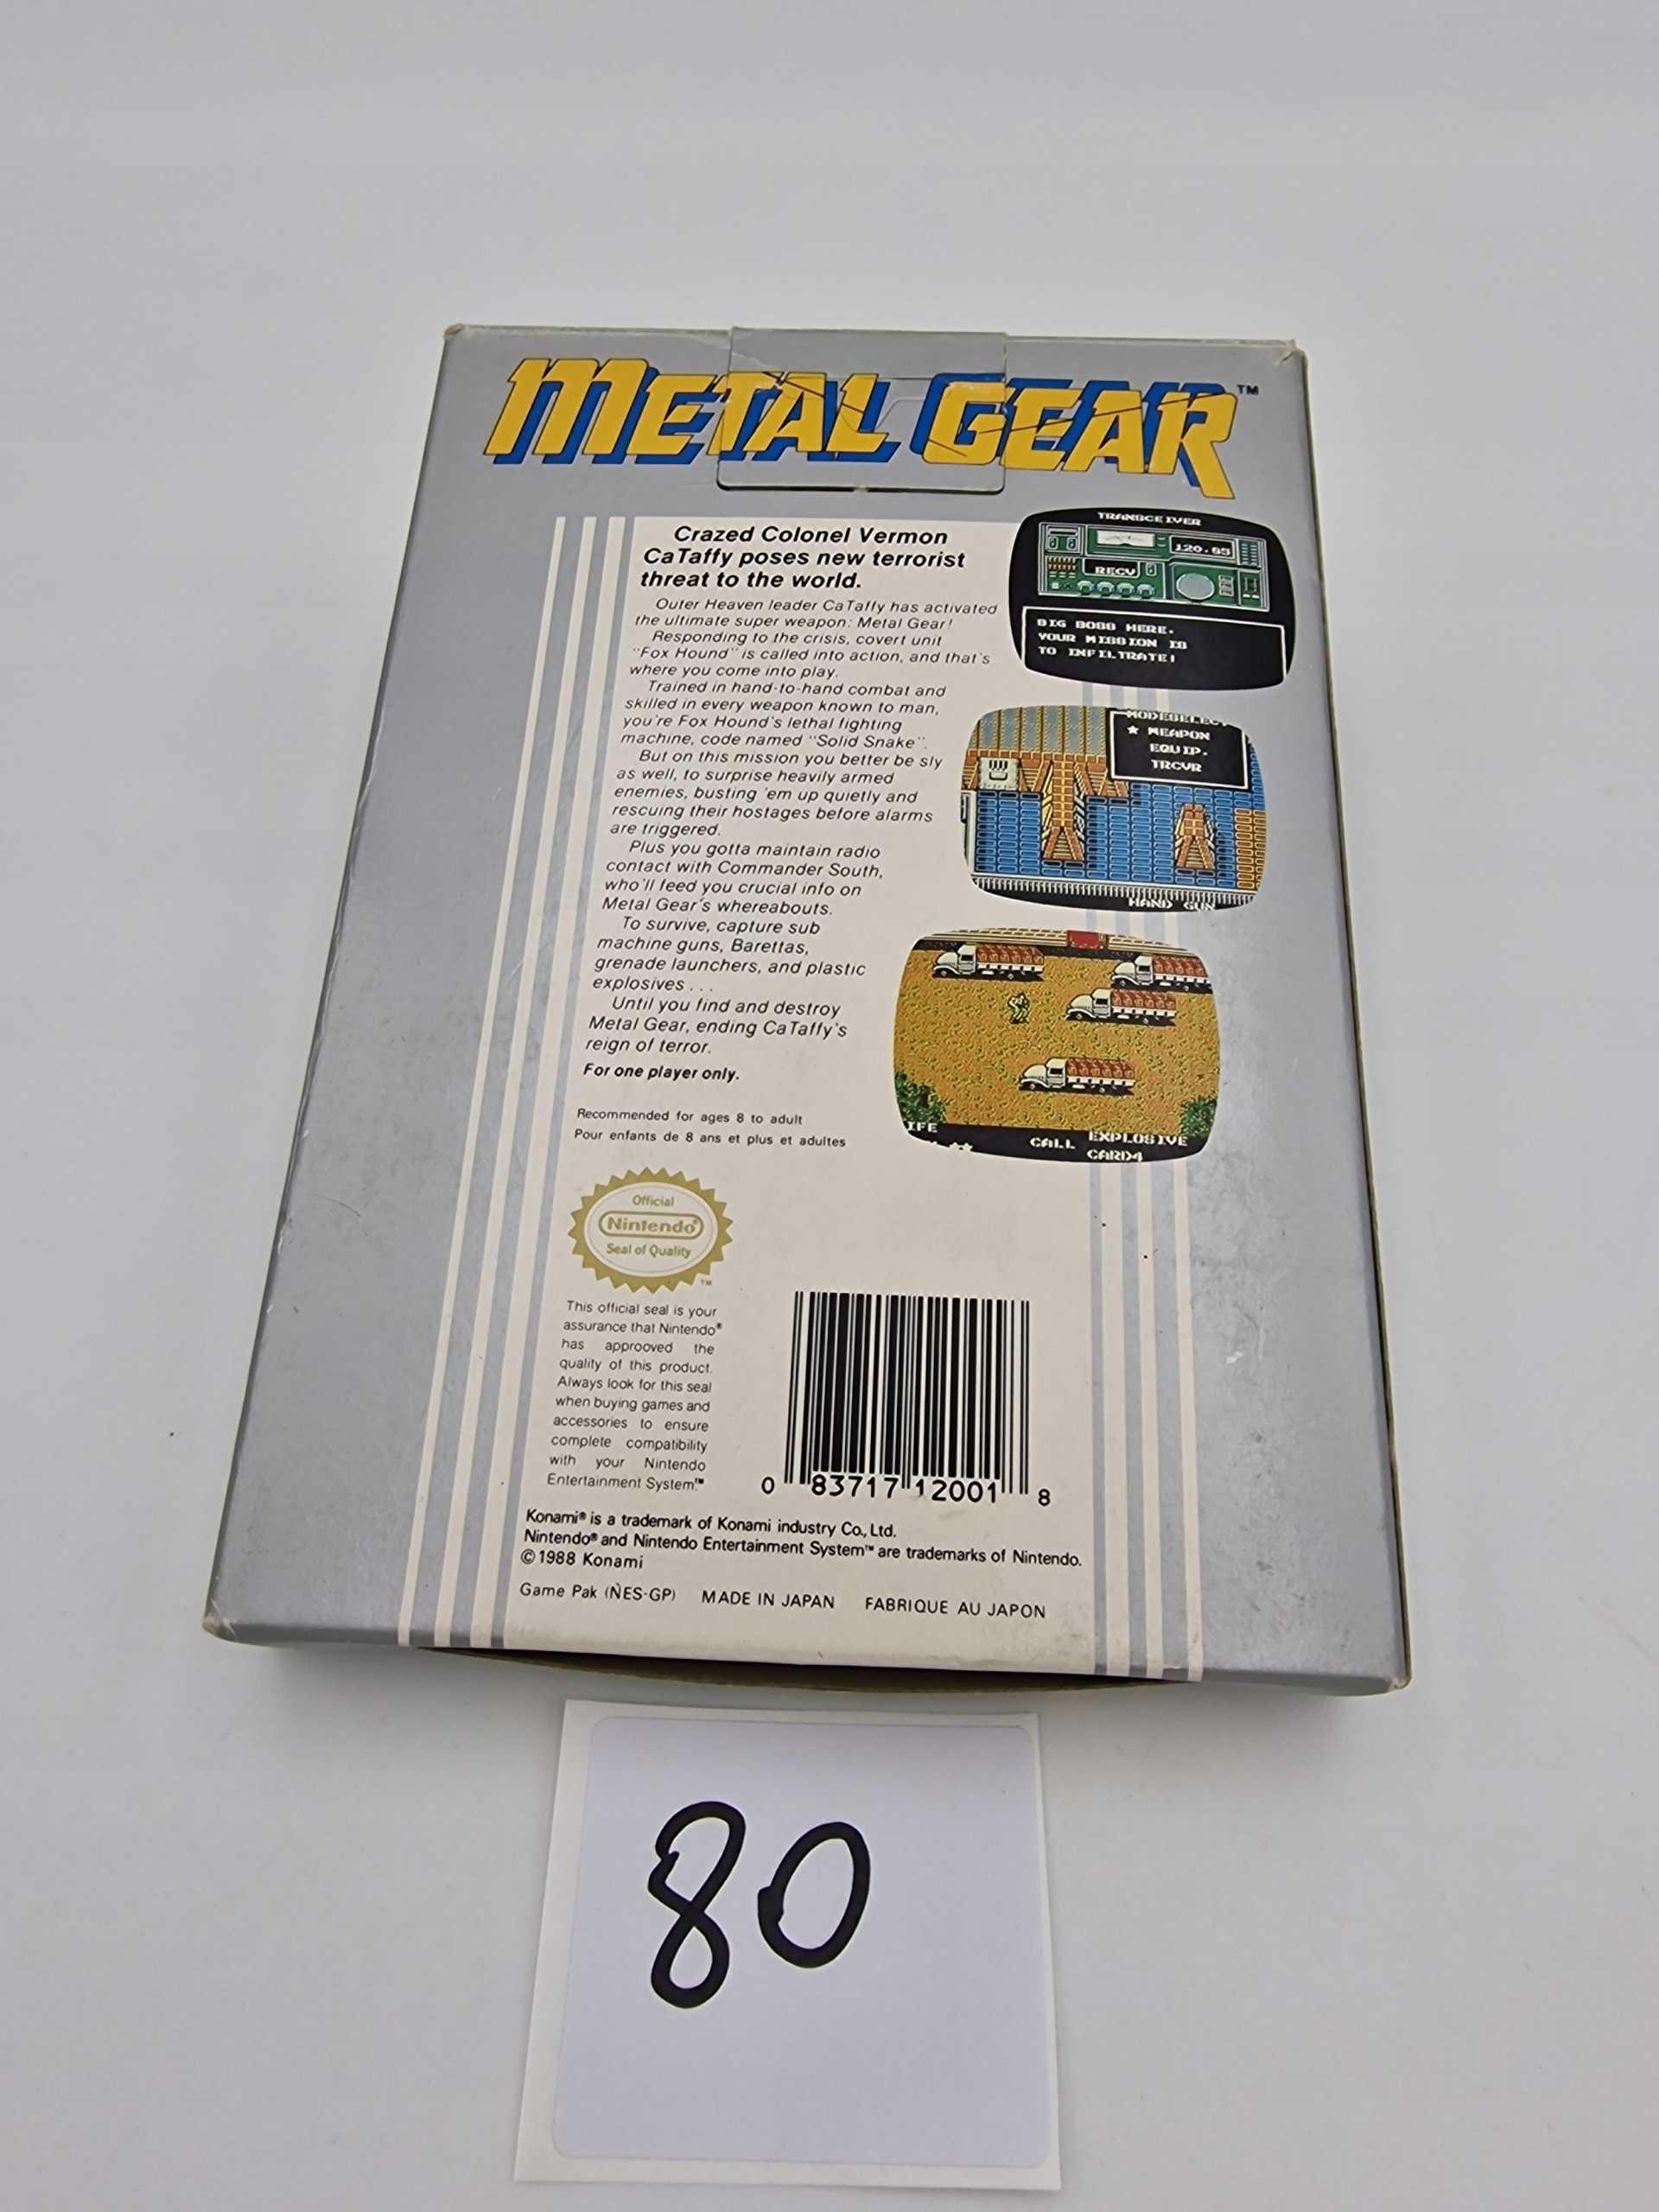 METAL GEAR™
Crazed Colonel Vermon
CaTaffy poses new terrorist
threat to the world.
Outer Heaven leader CaTaffy has activated
the ultimate super weapon: Metal Gear!
Responding to the crisis, covert unit
"Fox Hound" is called into action, and that's
where you come into play.
Trained in hand-to-hand combat and
skilled in every weapon known to man,
you're Fox Hound's lethal fighting
machine, code named "Solid Snake".
But on this mission you better be sly
as well, to surprise heavily armed
enemies, busting 'em up quietly and
rescuing their hostages before alarms
are triggered.
Plus you gotta maintain radio
contact with Commander South,
who'll feed you crucial info on
Metal Gear's whereabouts.
To survive, capture sub
machine guns, Barettas,
grenade launchers, and plastic
explosives . . .
Until you find and destroy
Metal Gear, ending CaTaffy's
reign of terror.
For one player only.
Recommended for ages 8 to adult
Pour enfants de 8 ans et plus et adultes
TRANSCEIVER
120.85
RECV
BIG BOSS HERE.
YOUR MISSION IS
TO INFILTRATE!
MODESELECT
★ WEAPON
EQUIP.
TRCVR
HAND GUN
IFE
CALL EXPLOSIVE
CARD4
Official
Nintendo®
Seal of Quality
TM
This official seal is your
assurance that Nintendo®
has approoved the
quality of this product.
Always look for this seal
when buying games and
accessories to ensure
complete compatibility
with your Nintendo
Entertainment System.™
0 83717 12001 8
Konami® is a trademark of Konami industry Co., Ltd.
Nintendo® and Nintendo Entertainment System™ are trademarks of Nintendo.
©1988 Konami
Game Pak (NES-GP) MADE IN JAPAN FABRIQUE AU JAPON
80